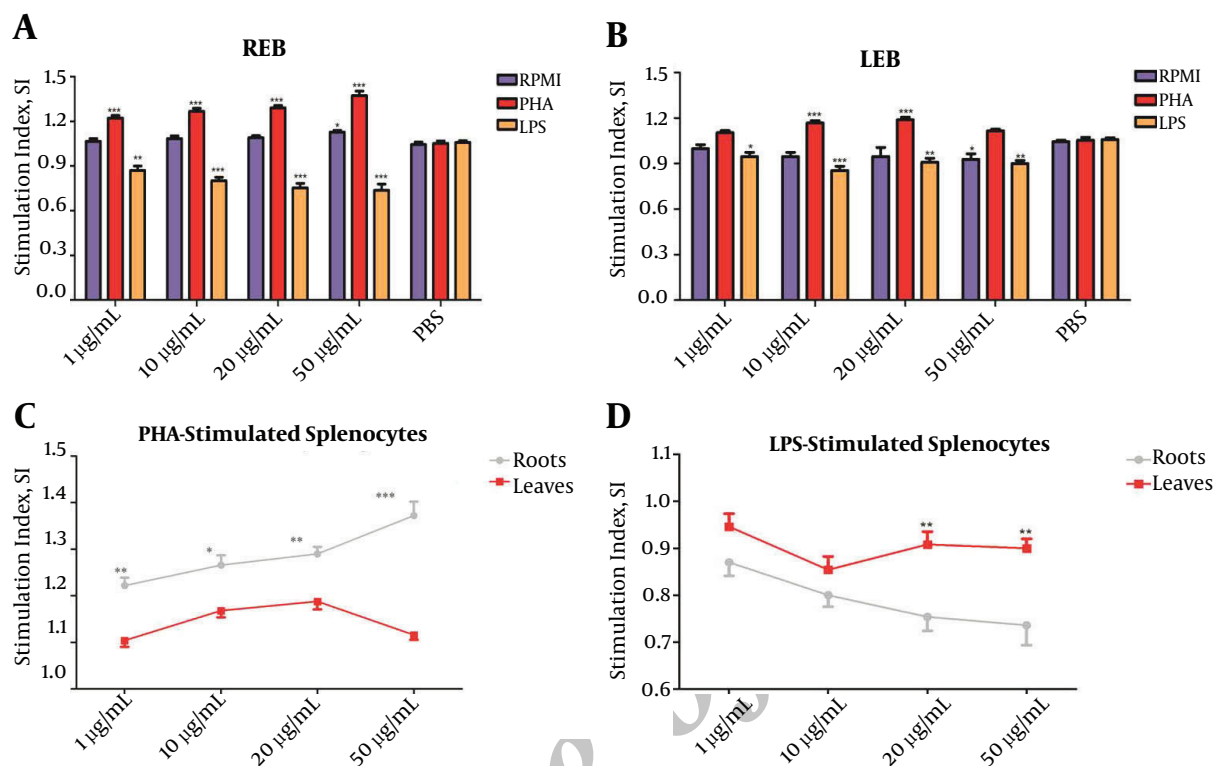 A
REB
Stimulation Index, SI
1.5
1.2
0.9
0.6
0.3
0.0
***
**
***
***
***
***
*
***
***
RPMI
PHA
LPS
1 µg/mL
10 µg/mL
20 µg/mL
50 µg/mL
PBS
B
LEB
Stimulation Index, SI
1.5
1.2
0.9
0.6
0.3
0.0
*
***
***
***
**
*
**
RPMI
PHA
LPS
1 µg/mL
10 µg/mL
20 µg/mL
50 µg/mL
PBS
C
PHA-Stimulated Splenocytes
Stimulation Index, SI
1.5
1.4
1.3
1.2
1.1
1.0
**
*
**
***
Roots
Leaves
1 µg/mL
10 µg/mL
20 µg/mL
50 µg/mL
D
LPS-Stimulated Splenocytes
Stimulation Index, SI
1.1
1.0
0.9
0.8
0.7
0.6
**
**
Roots
Leaves
1 µg/mL
10 µg/mL
20 µg/mL
50 µg/mL